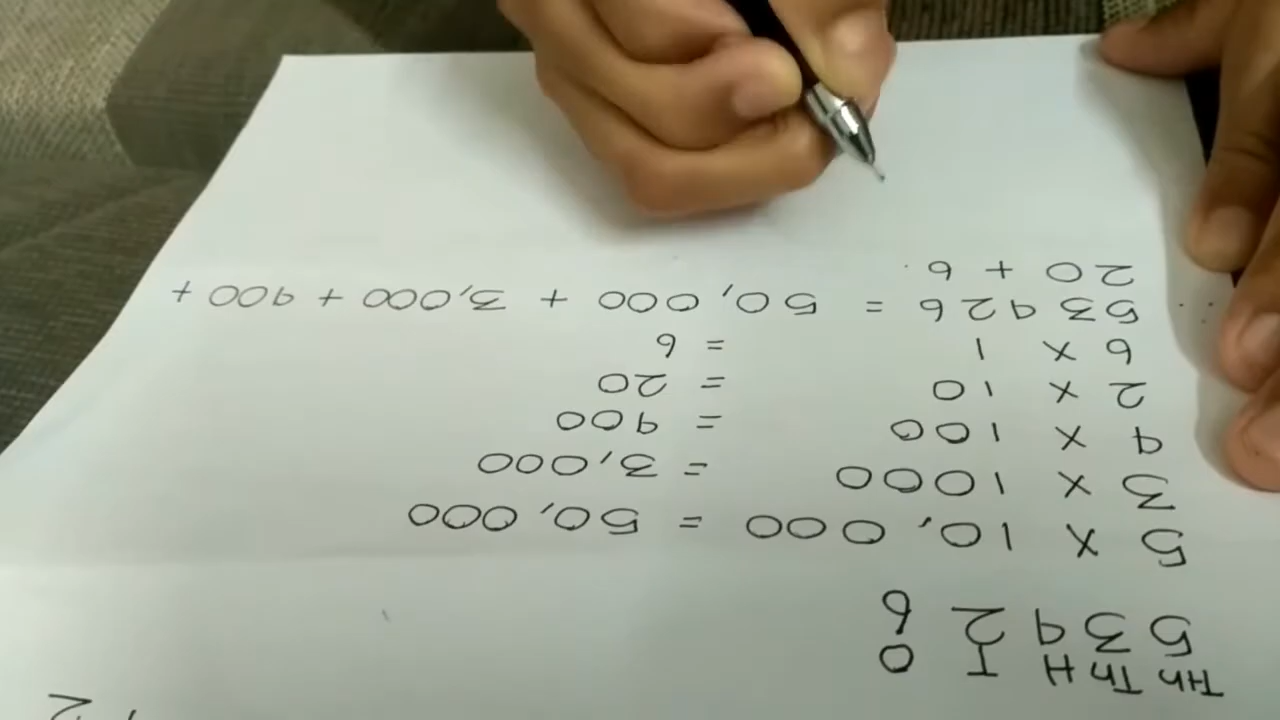 2
TTh Th H T O
5 3 9 2 6
5 x 10,000 = 50,000
3 x 1000 = 3,000
9 x 100 = 900
2 x 10 = 20
6 x 1 = 6
∴ 53926 = 50,000 + 3,000 + 900 +
20 + 6.